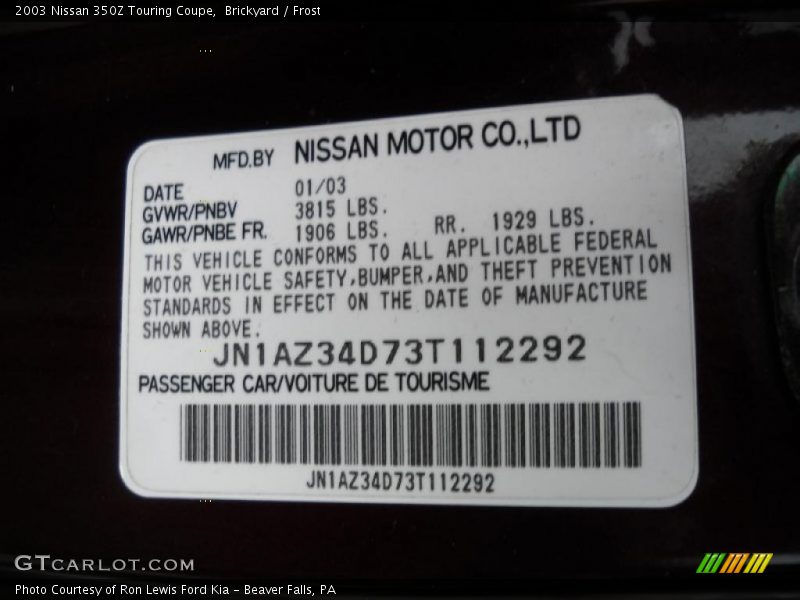 2003 Nissan 350Z Touring Coupe, Brickyard / Frost
MFD.BY NISSAN MOTOR CO.,LTD
DATE 01/03
GVWR/PNBV 3815 LBS.
GAWR/PNBE FR. 1906 LBS. RR. 1929 LBS.
THIS VEHICLE CONFORMS TO ALL APPLICABLE FEDERAL
MOTOR VEHICLE SAFETY,BUMPER,AND THEFT PREVENTION
STANDARDS IN EFFECT ON THE DATE OF MANUFACTURE
SHOWN ABOVE.
JN1AZ34D73T112292
PASSENGER CAR/VOITURE DE TOURISME
JN1AZ34D73T112292
GTCARLOT.COM
Photo Courtesy of Ron Lewis Ford Kia - Beaver Falls, PA